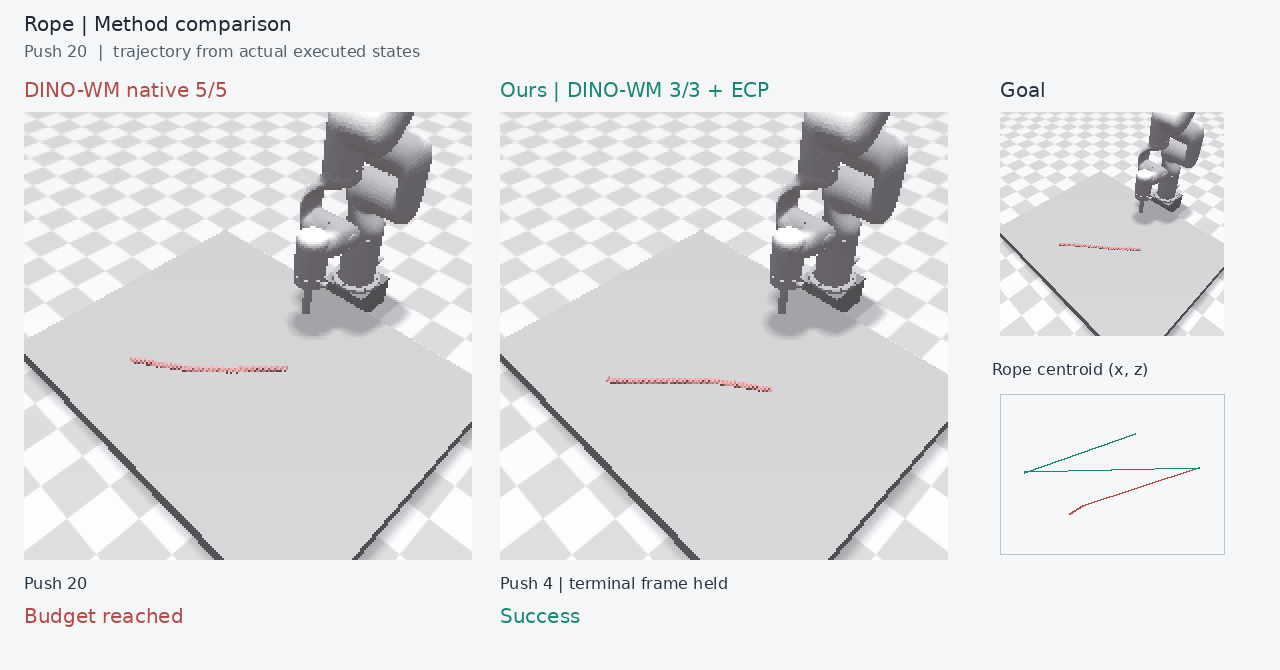 Rope | Method comparison
Push 20 | trajectory from actual executed states
DINO-WM native 5/5
Ours | DINO-WM 3/3 + ECP
Goal
Rope centroid (x, z)
Push 20
Push 4 | terminal frame held
Budget reached
Success